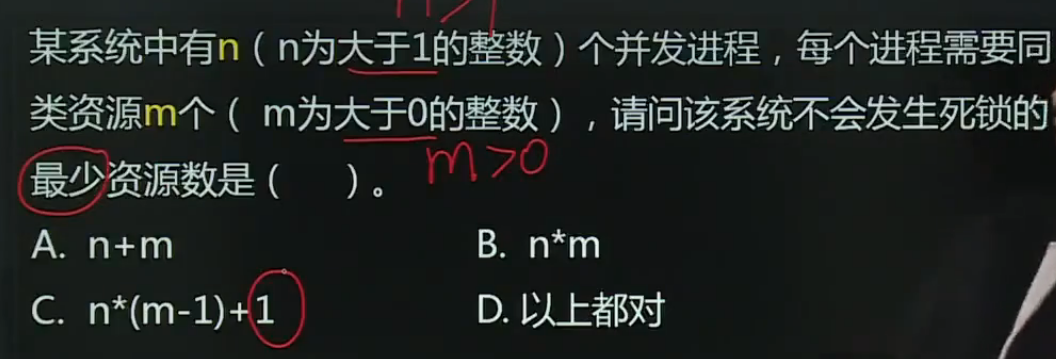 n>1
某系统中有n（n为大于1的整数）个并发进程，每个进程需要同
类资源m个（ m为大于0的整数），请问该系统不会发生死锁的
最少资源数是（    ）。 m>0
A. n+m    B. n*m
C. n*(m-1)+1    D. 以上都对